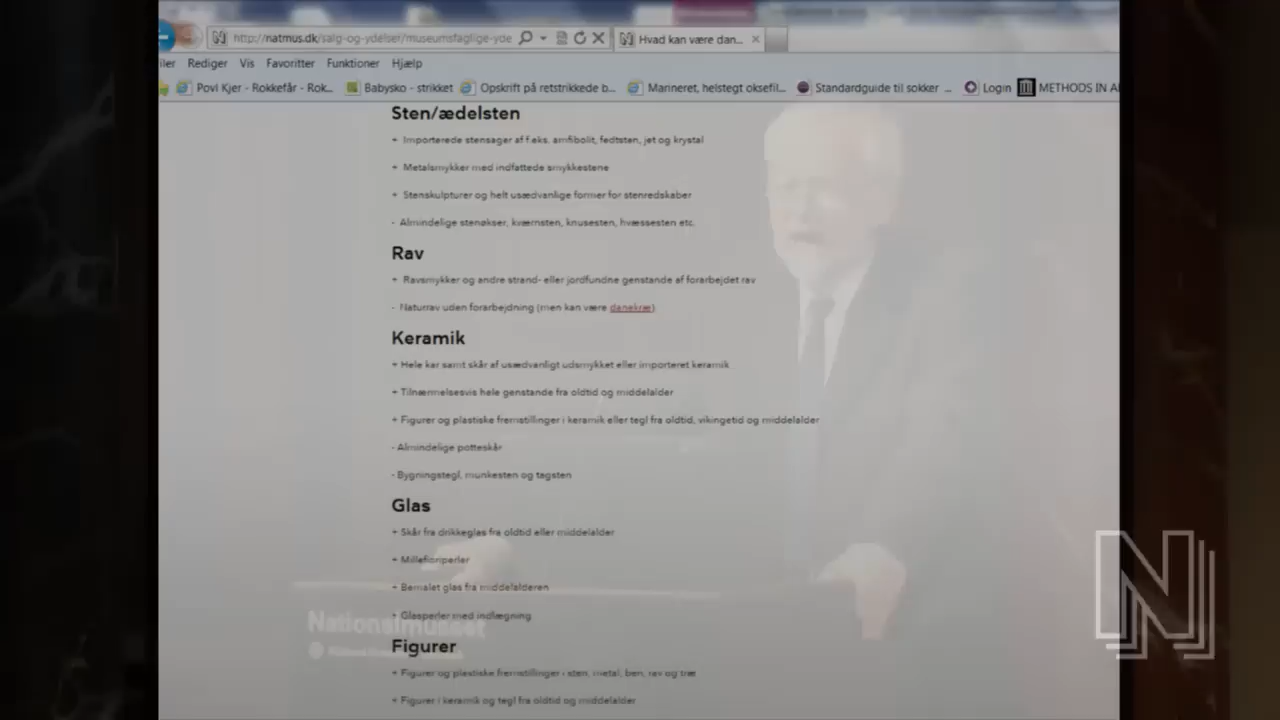 http://natmus.dk/salg-og-ydelser/museumsfaglige-yde
Hvad kan være dan...
iler Rediger Vis Favoritter Funktioner Hjælp
Povl Kjer - Rokkefår - Rok... Babysko - strikket Opskrift på retstrikkede b... Marineret, helstegt oksefil... Standardguide til sokker ... Login METHODS IN AI
Sten/ædelsten
+ Importerede stensager af f.eks. amfibolit, fedtsten, jet og krystal
+ Metalsmykker med indfattede smykkestene
+ Stenskulpturer og helt usædvanlige former for stenredskaber
- Almindelige stenøkser, kværnsten, knusesten, hvæssesten etc.
Rav
+ Ravsmykker og andre strand- eller jordfundne genstande af forarbejdet rav
- Naturrav uden forarbejdning (men kan være danekræ)
Keramik
+ Hele kar samt skår af usædvanligt udsmykket eller importeret keramik
+ Tilnærmelsesvis hele genstande fra oldtid og middelalder
+ Figurer og plastiske fremstillinger i keramik eller tegl fra oldtid, vikingetid og middelalder
- Almindelige potteskår
- Bygningstegl, munkesten og tagsten
Glas
+ Skår fra drikkeglas fra oldtid eller middelalder
+ Millefioriperler
+ Bemalet glas fra middelalderen
+ Glasperler med indlægning
Nationalmuseet
Figurer
+ Figurer og plastiske fremstillinger i sten, metal, ben, rav og træ
+ Figurer i keramik og tegl fra oldtid og middelalder
N